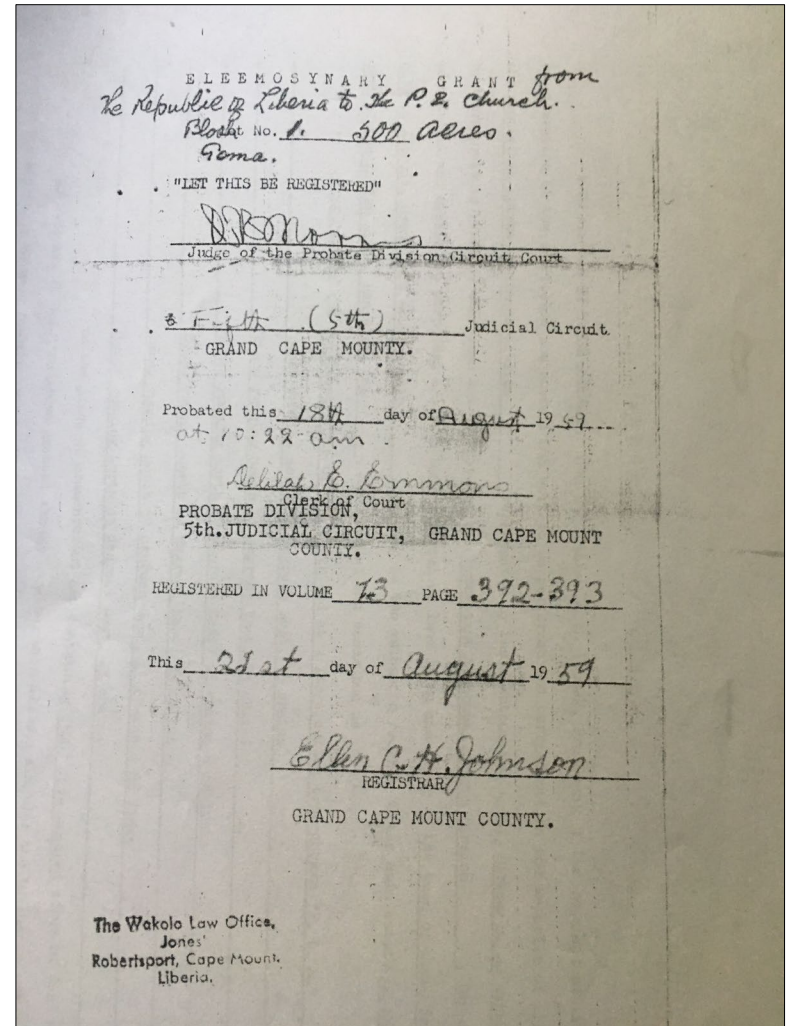 ELEEMOSYNARY GRANT from
The Republic of Liberia to The P. E. Church.
Block No. 1. 500 Acres.
Toma.
"LET THIS BE REGISTERED"
Judge of the Probate Division Circuit Court
Fifth (5th) Judicial Circuit.
GRAND CAPE MOUNTY.
Probated this 18th day of August 1959
at 10:22 am.
Delilah E. Emmons
Clerk of Court
PROBATE DIVISION,
5th.JUDICIAL CIRCUIT, GRAND CAPE MOUNT
COUNTY.
REGISTERED IN VOLUME 73 PAGE 392-393
This 21st day of August 1959
Ellen C. H. Johnson
REGISTRAR
GRAND CAPE MOUNT COUNTY.
The Wakolo Law Office,
Jones'
Robertsport, Cape Mount.
Liberia.